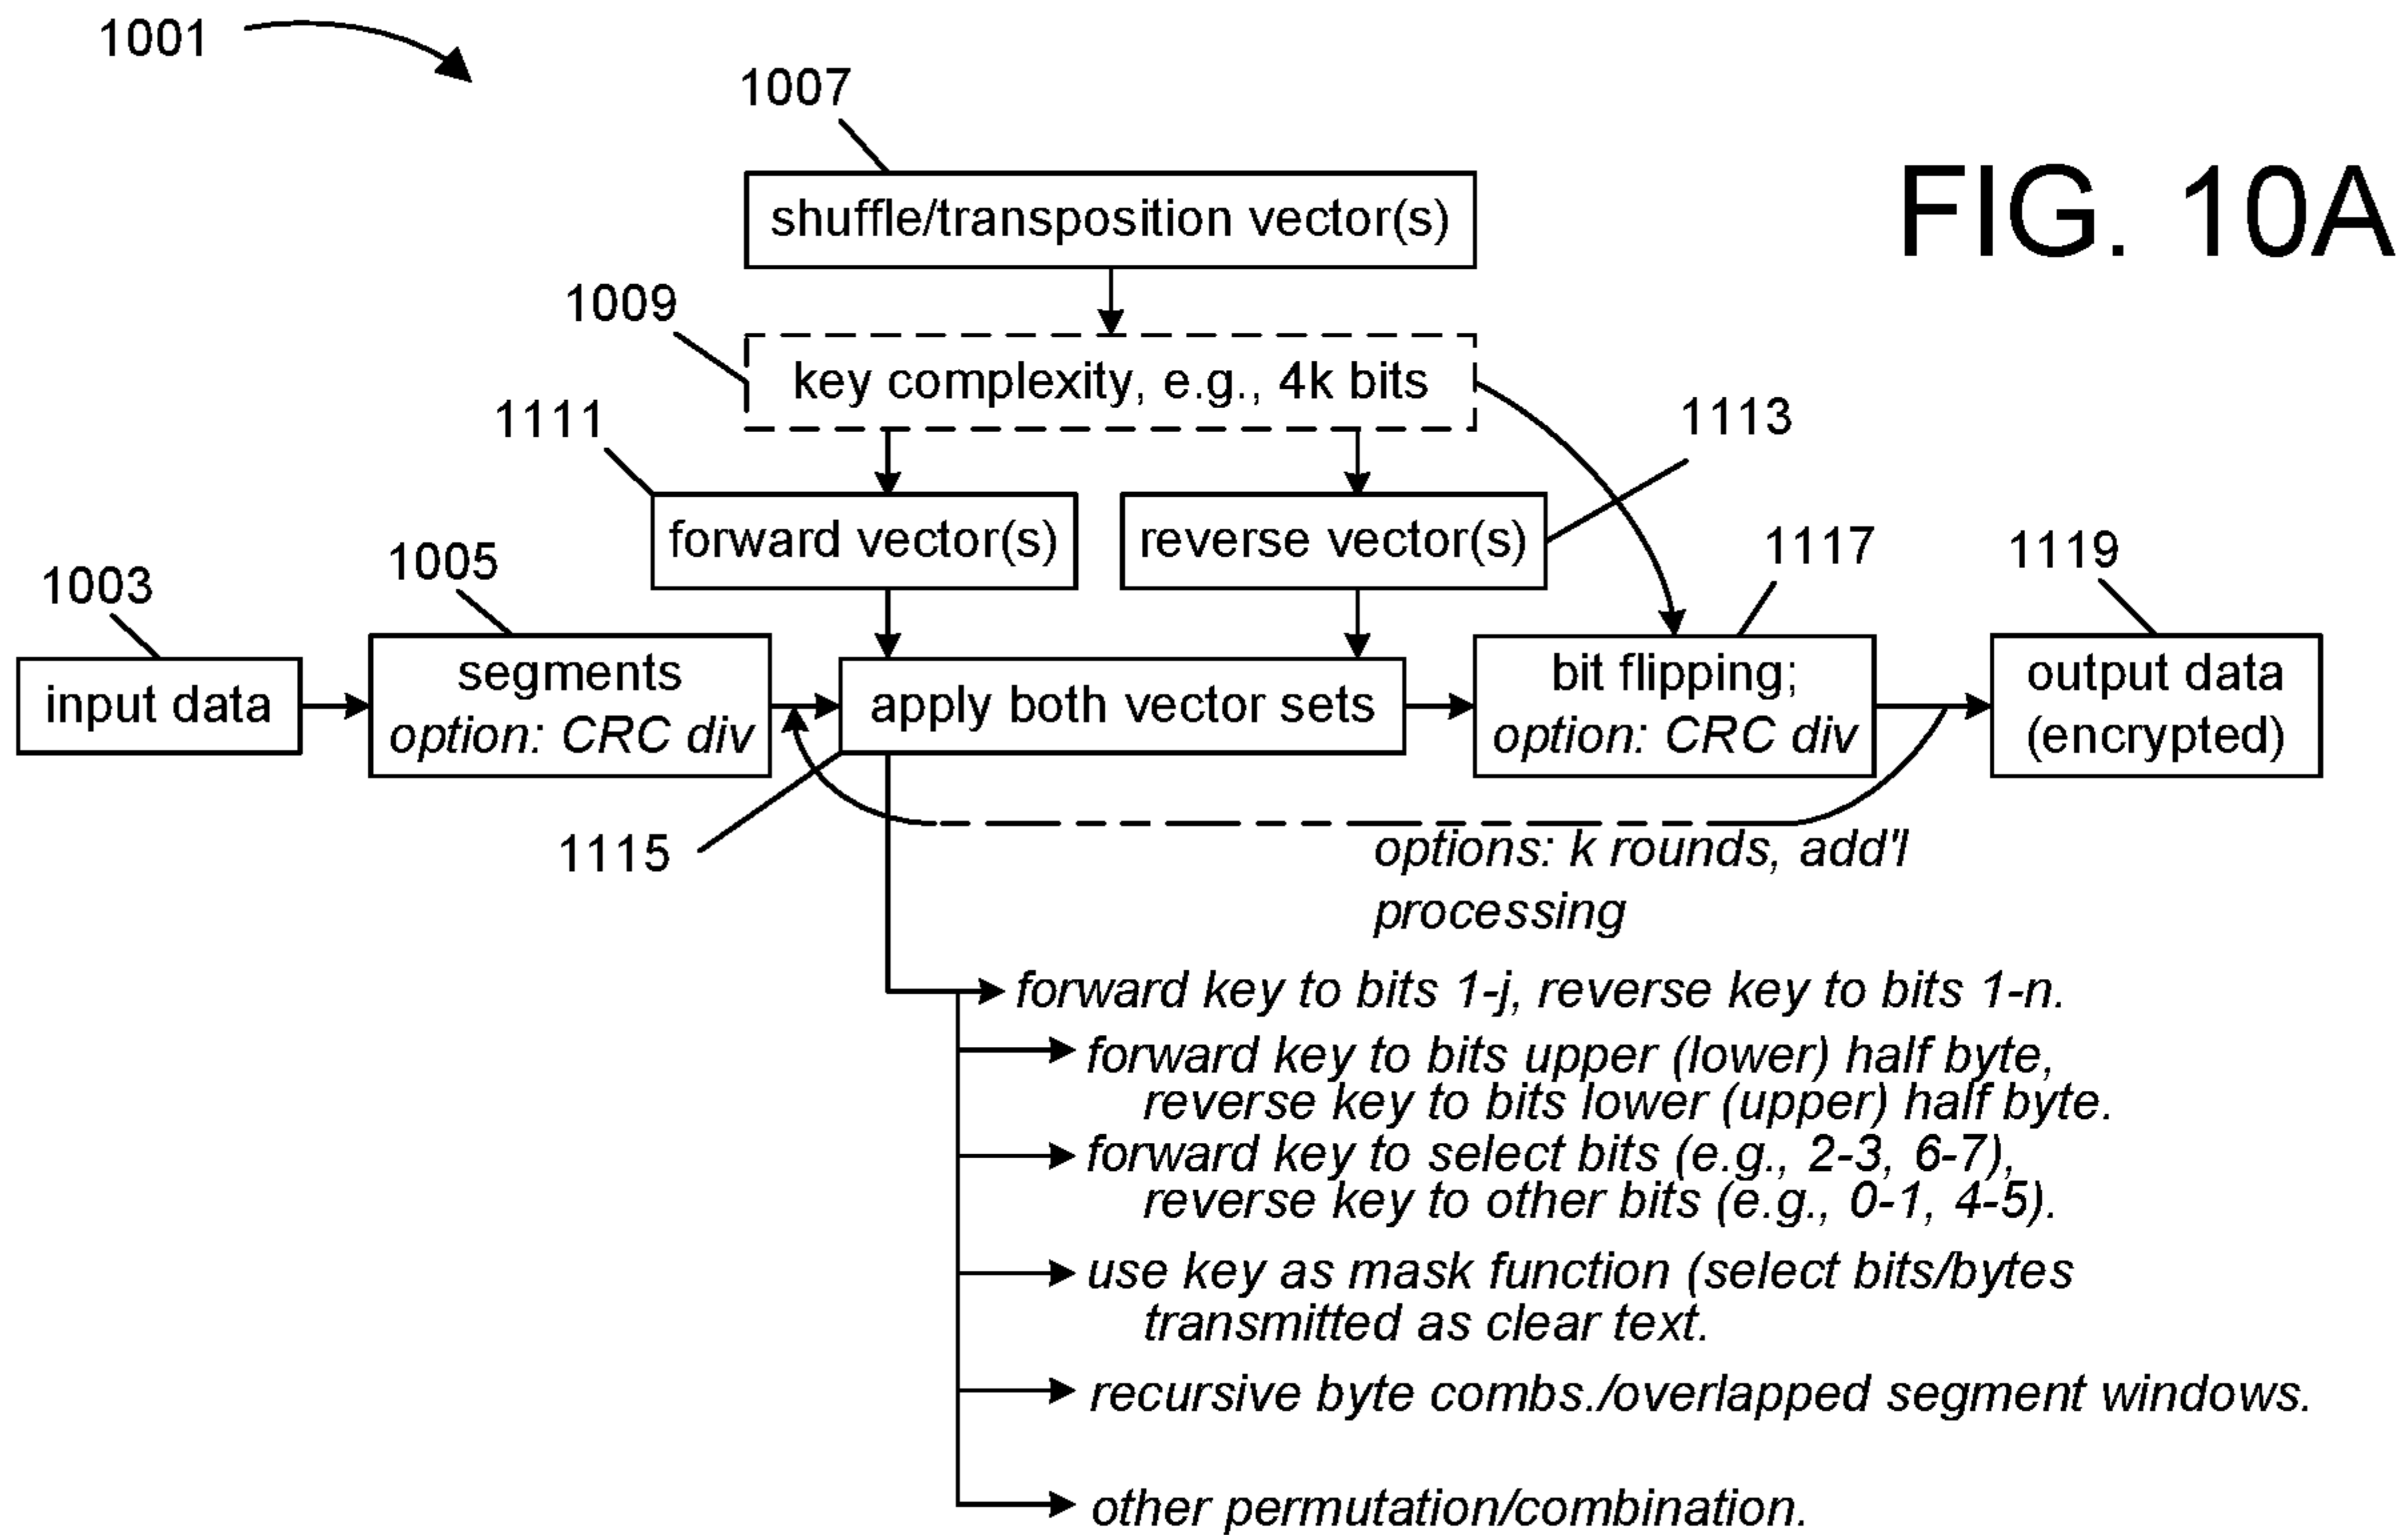 1001
1007
FIG. 10A
shuffle/transposition vector(s)
1009
key complexity, e.g., 4k bits
1111
1113
forward vector(s)
reverse vector(s)
1003
1005
1117
1119
input data
segments
option: CRC div
apply both vector sets
bit flipping;
option: CRC div
output data
(encrypted)
1115
options: k rounds, add'l
processing
forward key to bits 1-j, reverse key to bits 1-n.
forward key to bits upper (lower) half byte,
reverse key to bits lower (upper) half byte.
forward key to select bits (e.g., 2-3, 6-7),
reverse key to other bits (e.g., 0-1, 4-5).
use key as mask function (select bits/bytes
transmitted as clear text.
recursive byte combs./overlapped segment windows.
other permutation/combination.